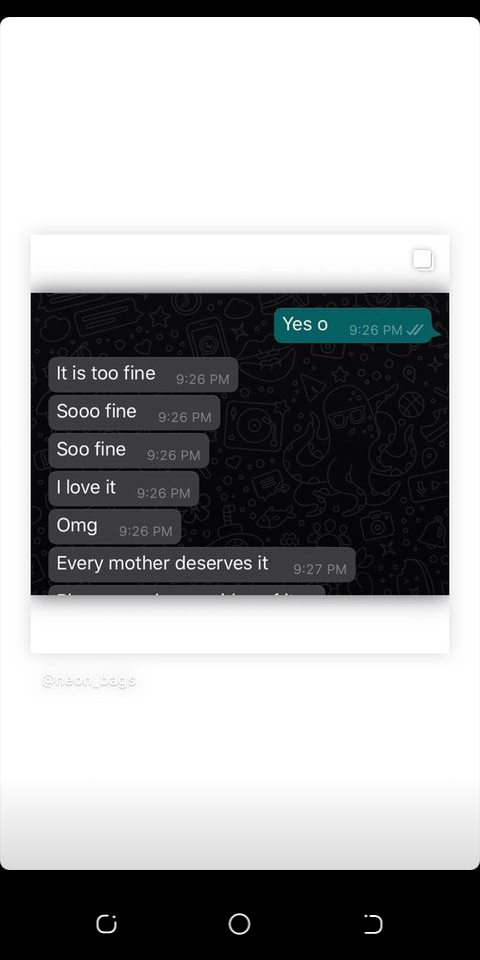 Yes o 9:26 PM
It is too fine 9:26 PM
Sooo fine 9:26 PM
Soo fine 9:26 PM
I love it 9:26 PM
Omg 9:26 PM
Every mother deserves it 9:27 PM
@neon_bags